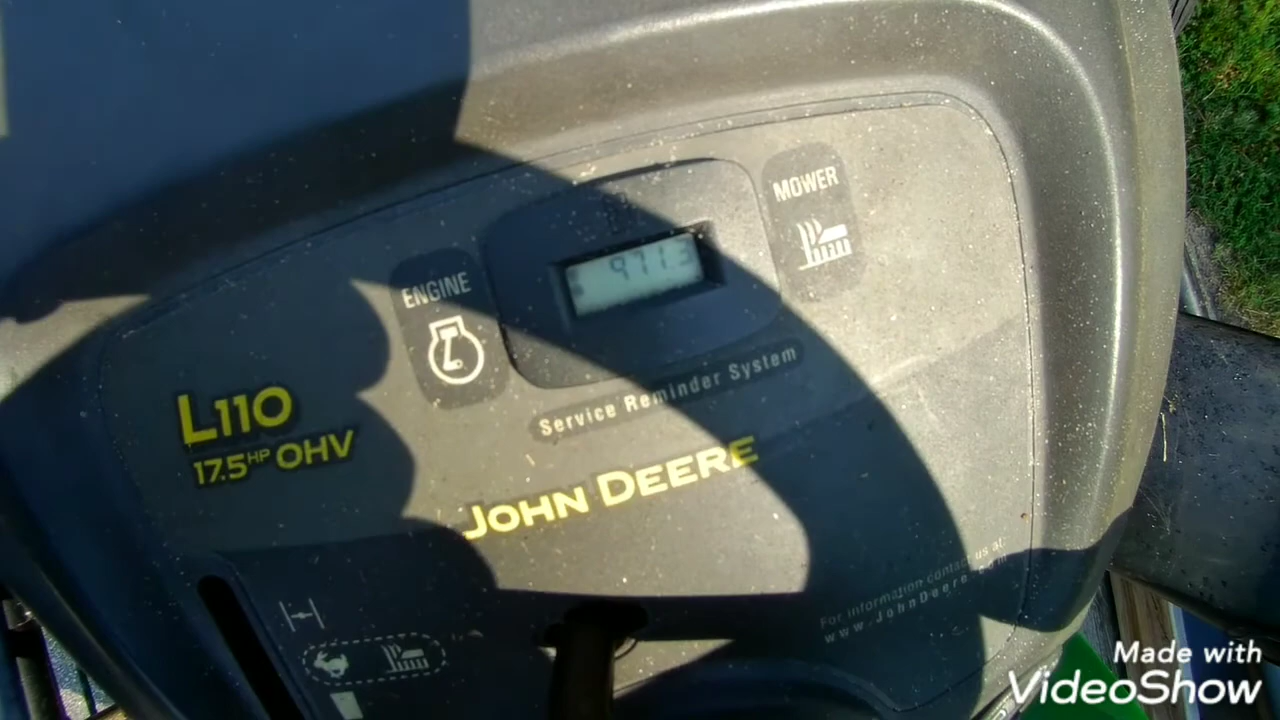 MOWER
971.3
ENGINE
Service Reminder System
L110
17.5HP OHV
JOHN DEERE
For information contact us at:
www.JohnDeere.com
Made with
VideoShow